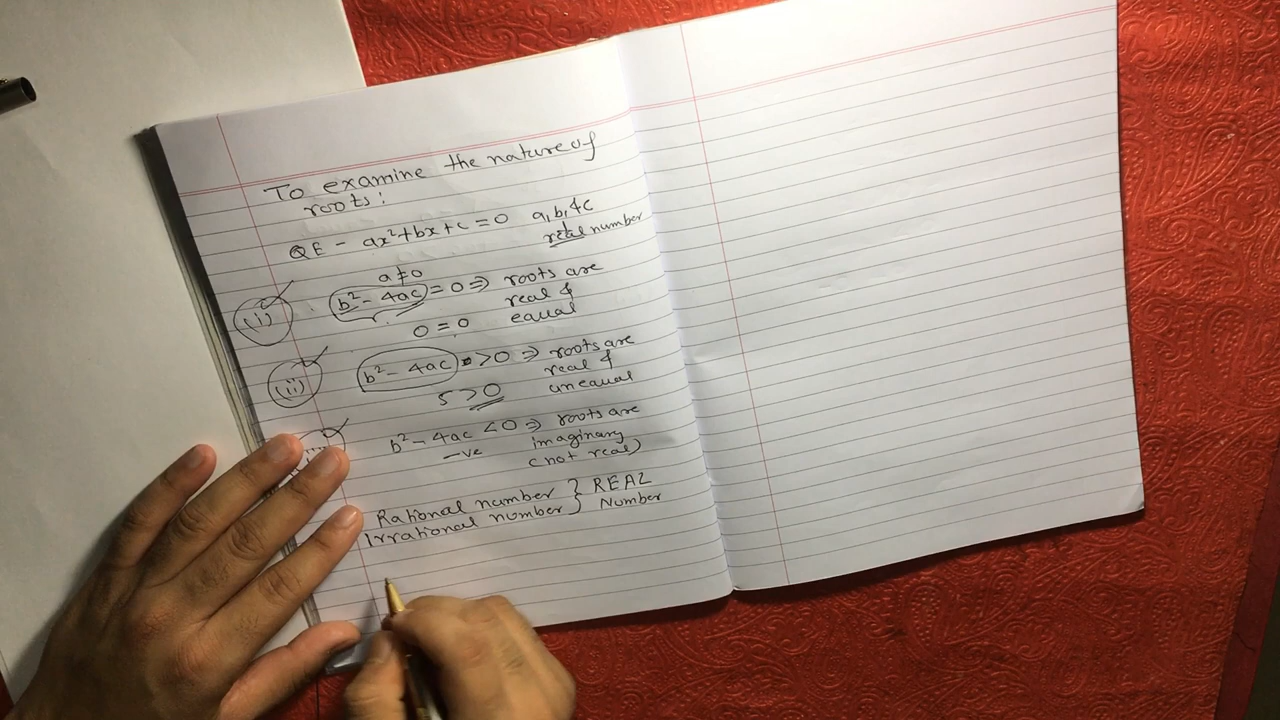 To examine the nature of
roots:
QE - ax²+bx+c=0 a,b,&c
real number
a≠0
(i) b²-4ac=0⇒ roots are
real &
0=0 equal
(ii) b²-4ac>0⇒ roots are
real &
5>0 unequal
b²-4ac<0⇒ roots are
-ve imaginary
(not real)
Rational number } REAL
Irrational number } Number